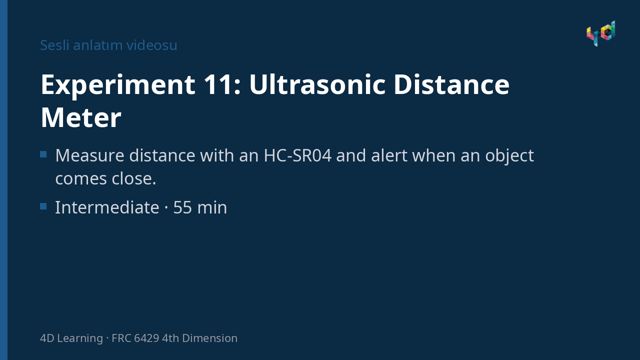 Sesli anlatım videosu
4d
Experiment 11: Ultrasonic Distance
Meter
Measure distance with an HC-SR04 and alert when an object
comes close.
Intermediate · 55 min
4D Learning · FRC 6429 4th Dimension